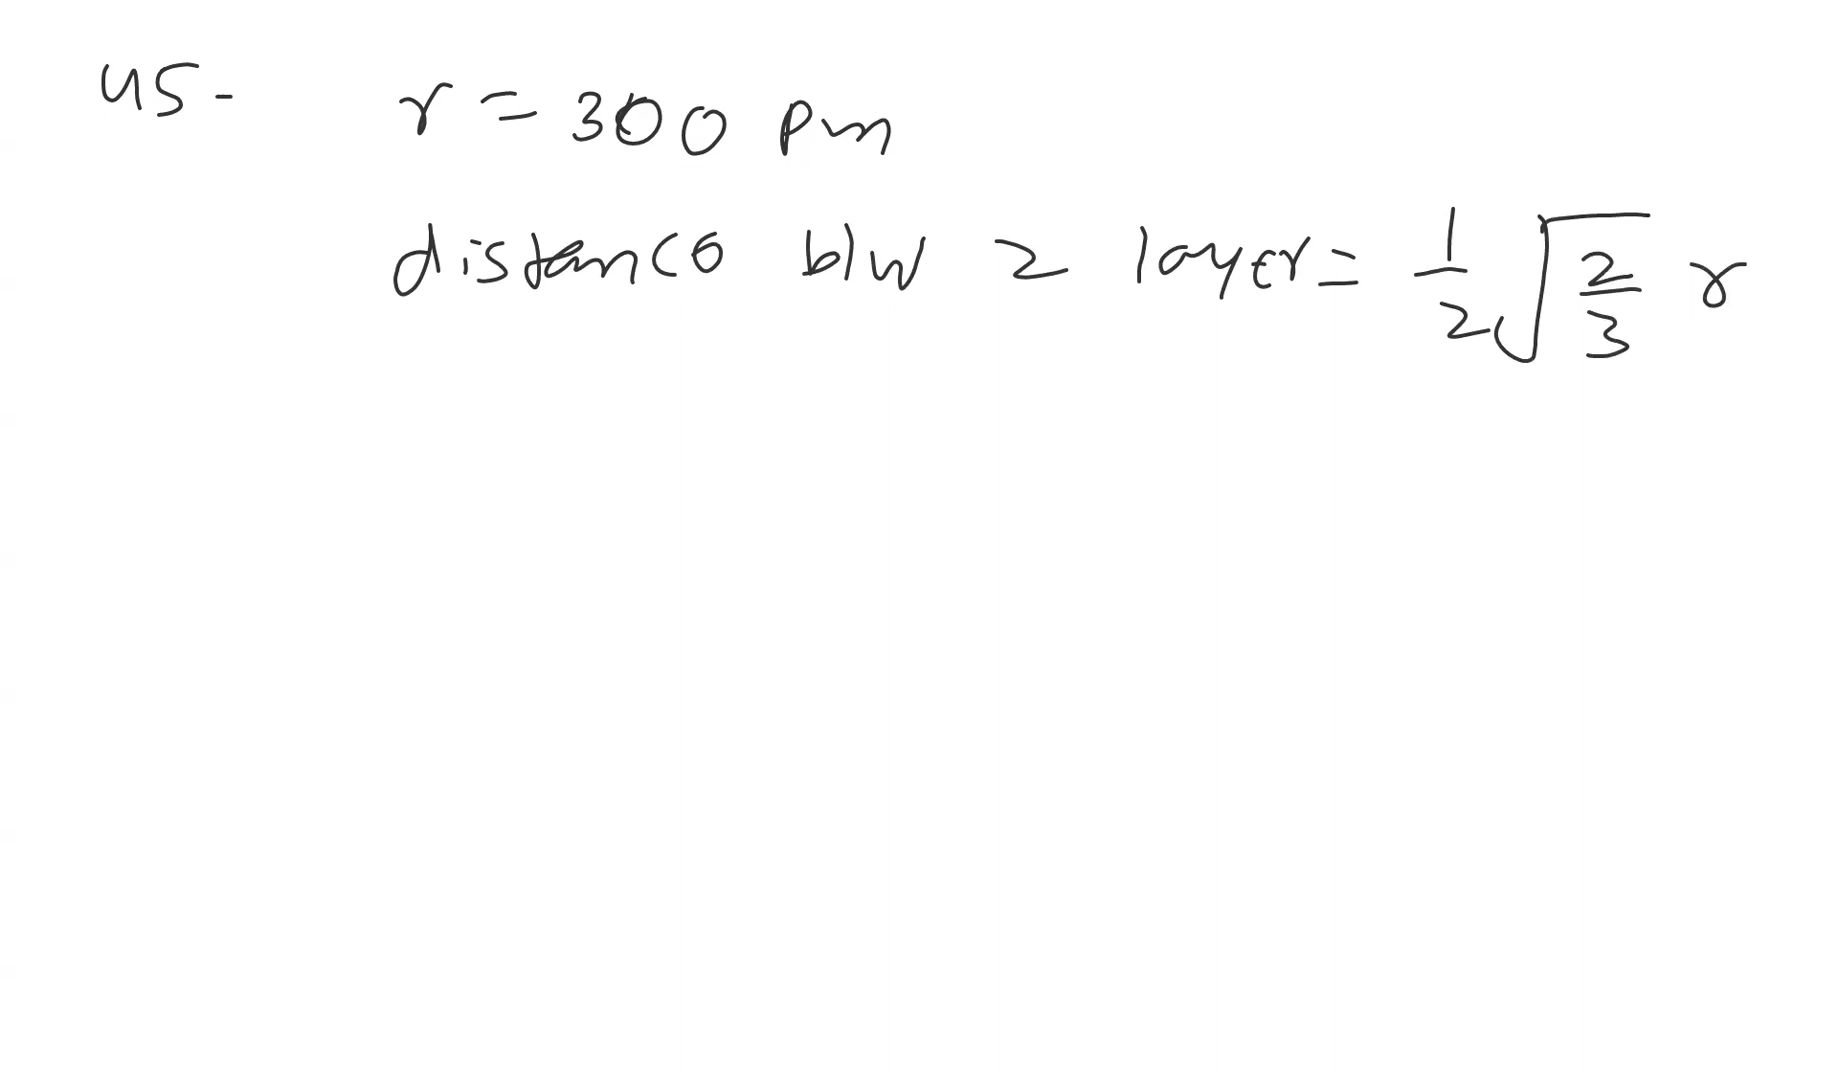 45- r = 300 pm
distance b/w 2 layer = 1/2 √(2/3) r